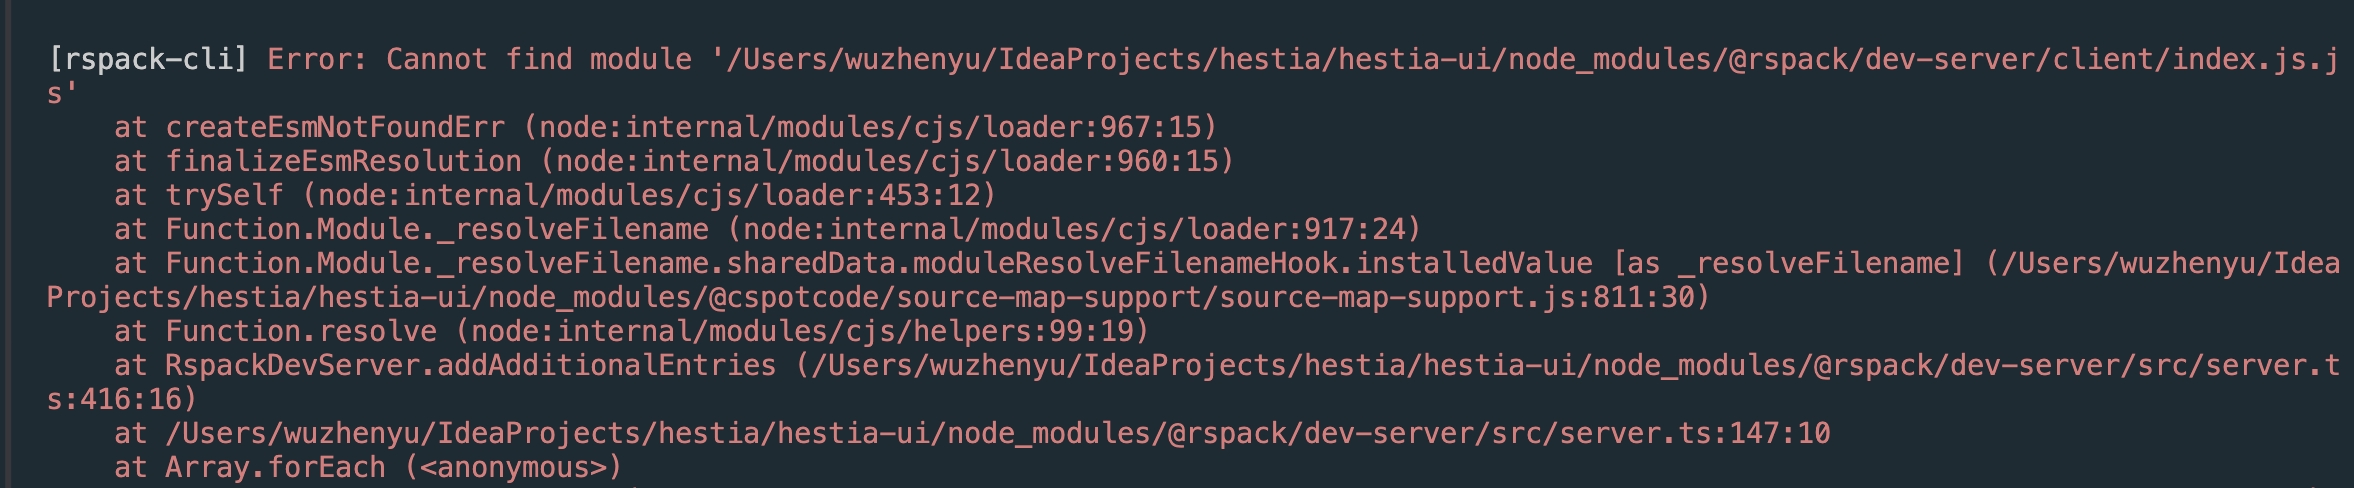 [rspack-cli] Error: Cannot find module '/Users/wuzhenyu/IdeaProjects/hestia/hestia-ui/node_modules/@rspack/dev-server/client/index.js.j
s'
at createEsmNotFoundErr (node:internal/modules/cjs/loader:967:15)
at finalizeEsmResolution (node:internal/modules/cjs/loader:960:15)
at trySelf (node:internal/modules/cjs/loader:453:12)
at Function.Module._resolveFilename (node:internal/modules/cjs/loader:917:24)
at Function.Module._resolveFilename.sharedData.moduleResolveFilenameHook.installedValue [as _resolveFilename] (/Users/wuzhenyu/Idea
Projects/hestia/hestia-ui/node_modules/@cspotcode/source-map-support/source-map-support.js:811:30)
at Function.resolve (node:internal/modules/cjs/helpers:99:19)
at RspackDevServer.addAdditionalEntries (/Users/wuzhenyu/IdeaProjects/hestia/hestia-ui/node_modules/@rspack/dev-server/src/server.t
s:416:16)
at /Users/wuzhenyu/IdeaProjects/hestia/hestia-ui/node_modules/@rspack/dev-server/src/server.ts:147:10
at Array.forEach (<anonymous>)